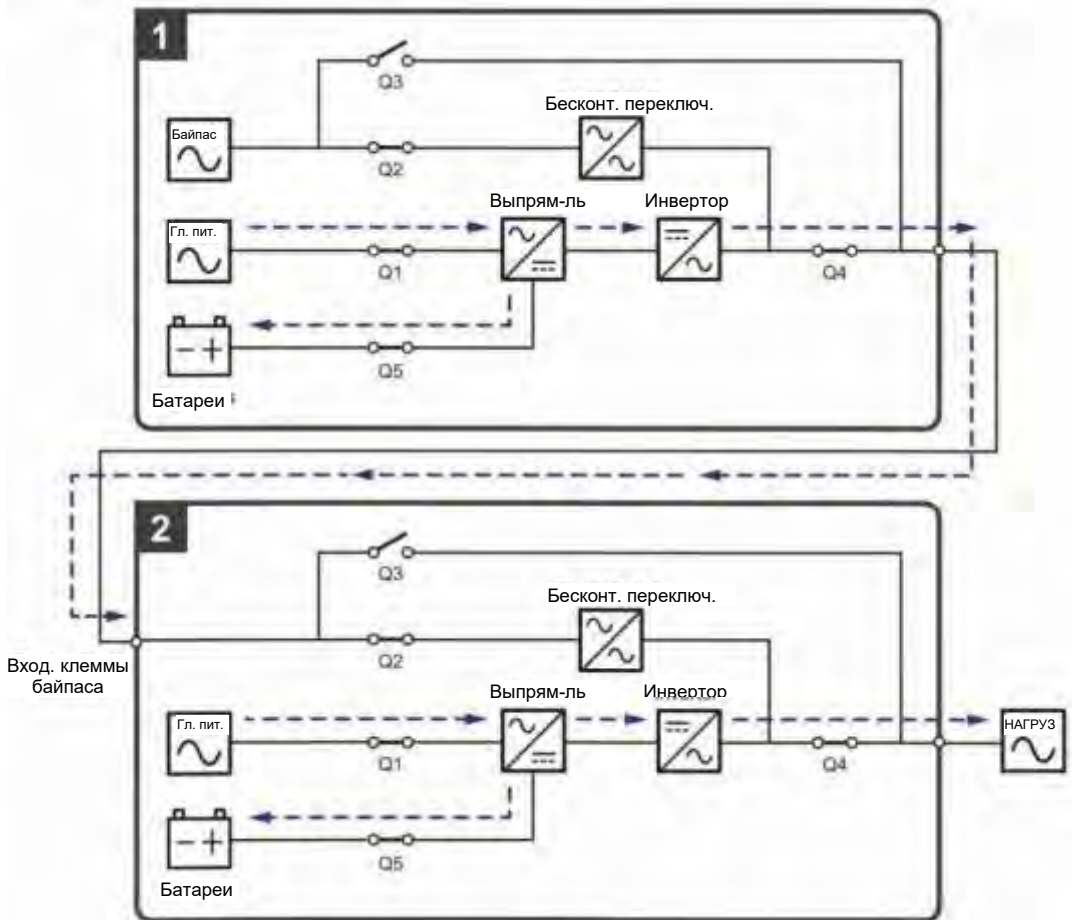 1
Q3
Бесконт. переключ.
Байпас
Q2
Выпрям-ль
Инвертор
Гл. пит.
Q1
Q4
- +
Q5
Батареи
2
Q3
Бесконт. переключ.
Q2
Вход. клеммы
байпаса
Выпрям-ль
Инвертор
Гл. пит.
НАГРУЗ
Q1
Q4
- +
Q5
Батареи